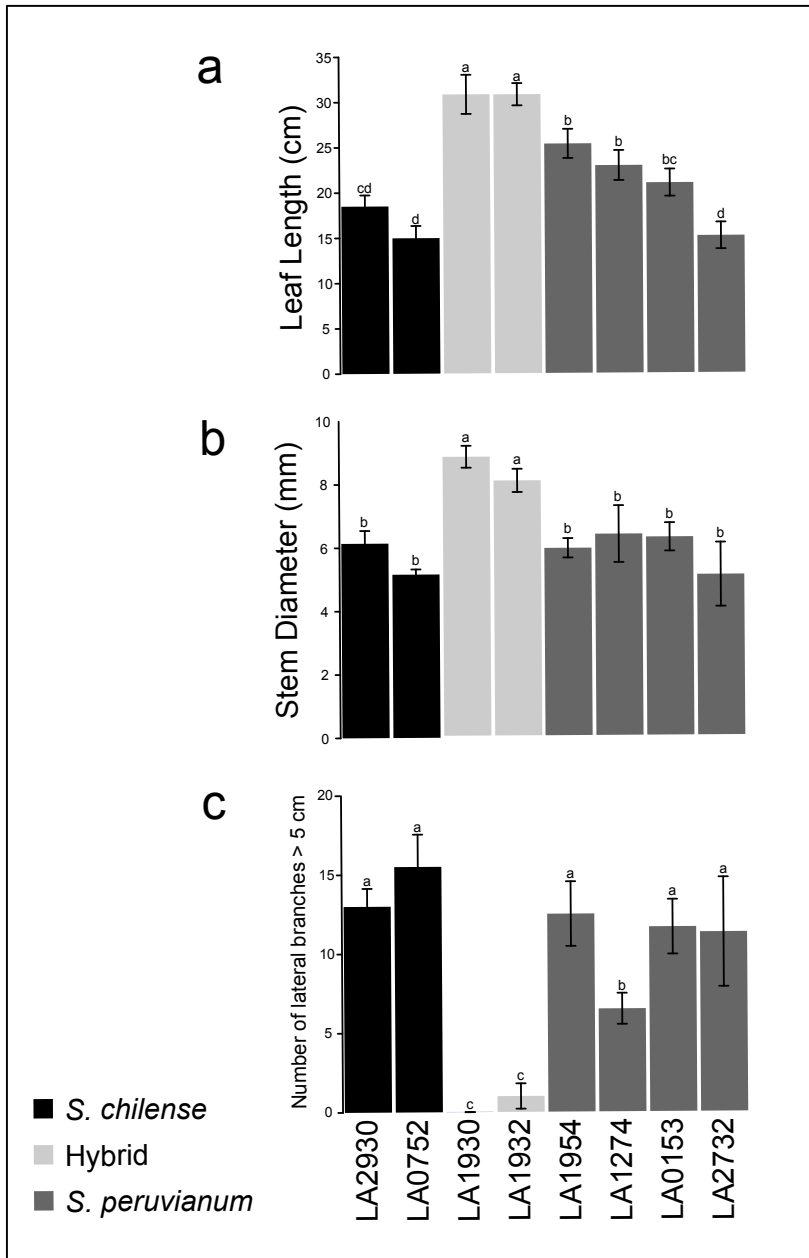 a
Leaf Length (cm)
35
30
25
20
15
10
5
0
cd
d
a
a
b
b
bc
d
b
Stem Diameter (mm)
10
8
6
4
2
0
b
b
a
a
b
b
b
b
c
Number of lateral branches > 5 cm
20
15
10
5
0
a
a
c
c
a
b
a
a
LA2930
LA0752
LA1930
LA1932
LA1954
LA1274
LA0153
LA2732
S. chilense
Hybrid
S. peruvianum